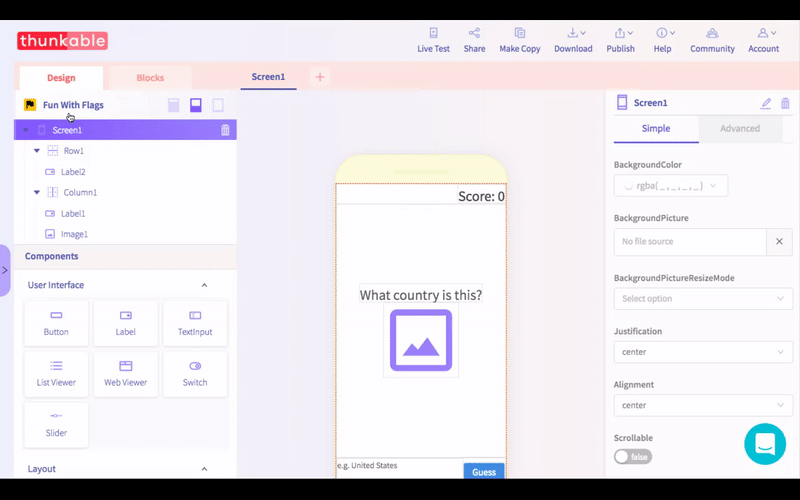 thunkable
Live Test
Share
Make Copy
Download
Publish
Help
Community
Account
Design
Blocks
Screen1
+
Fun With Flags
Screen1
Row1
Label2
Column1
Label1
Image1
Components
User Interface
Button
Label
TextInput
List Viewer
Web Viewer
Switch
Slider
Layout
Score: 0
What country is this?
e.g. United States
Guess
Screen1
Simple
Advanced
BackgroundColor
rgba( _ , _ , _ , _ )
BackgroundPicture
No file source
BackgroundPictureResizeMode
Select option
Justification
center
Alignment
center
Scrollable
false